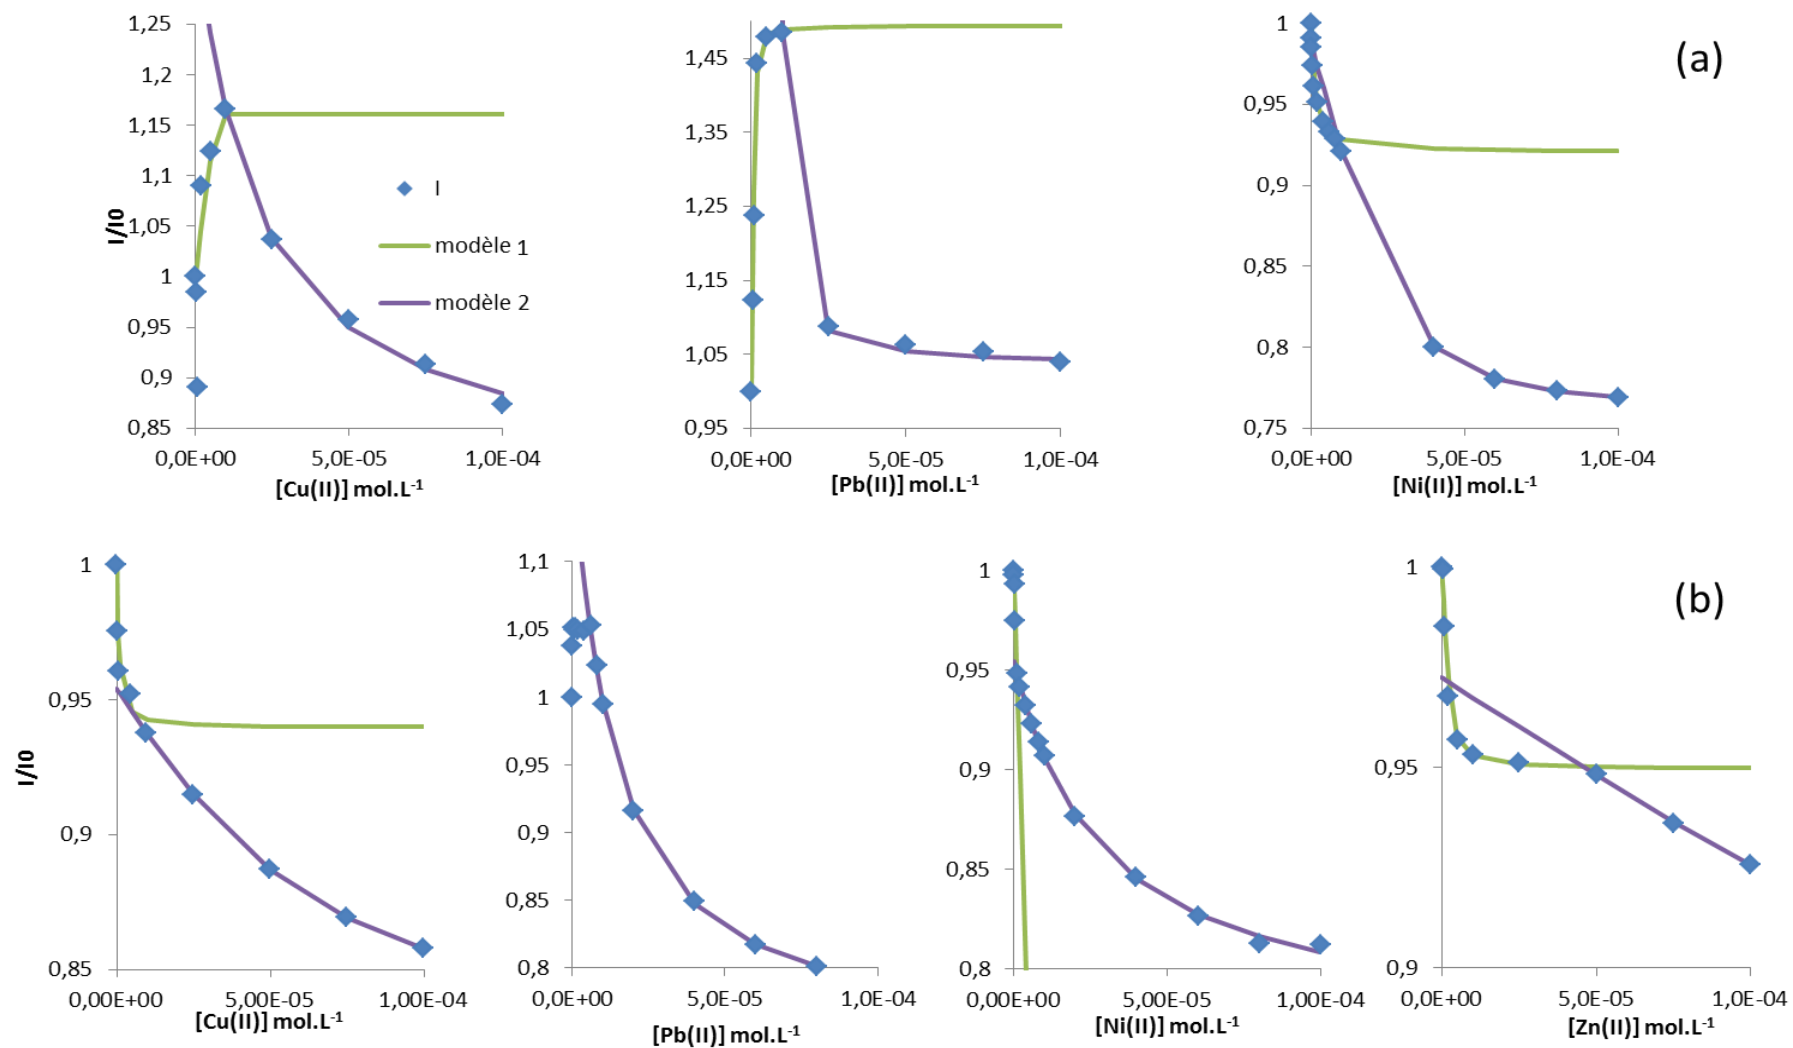 (a)
I/I0
1,25
1,2
1,15
1,1
1,05
1
0,95
0,9
0,85
0,0E+00 5,0E-05 1,0E-04
[Cu(II)] mol.L-1
I
modèle 1
modèle 2
1,45
1,35
1,25
1,15
1,05
0,95
0,0E+00 5,0E-05 1,0E-04
[Pb(II)] mol.L-1
1
0,95
0,9
0,85
0,8
0,75
0,0E+00 5,0E-05 1,0E-04
[Ni(II)] mol.L-1
(b)
I/I0
1
0,95
0,9
0,85
0,00E+00 5,00E-05 1,00E-04
[Cu(II)] mol.L-1
1,1
1,05
1
0,95
0,9
0,85
0,8
0,0E+00 5,0E-05 1,0E-04
[Pb(II)] mol.L-1
1
0,95
0,9
0,85
0,8
0,00E+00 5,00E-05 1,00E-04
[Ni(II)] mol.L-1
1
0,95
0,9
0,0E+00 5,0E-05 1,0E-04
[Zn(II)] mol.L-1